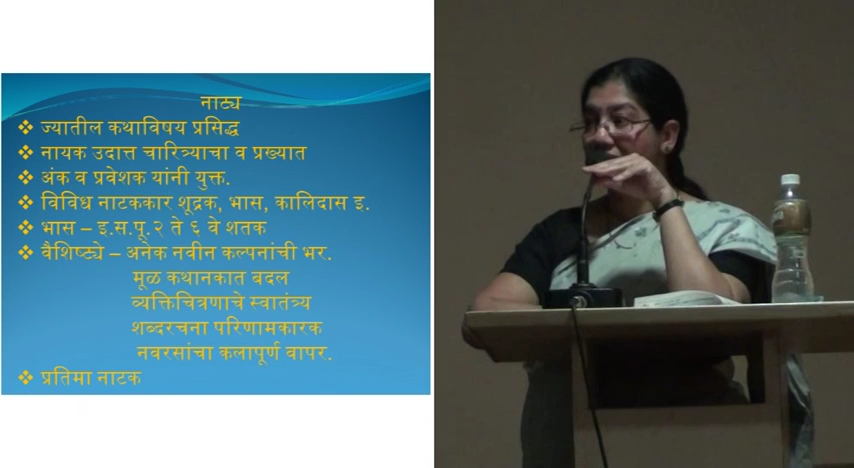 नाट्य
❖ ज्यातील कथाविषय प्रसिद्ध
❖ नायक उदात्त चारित्र्याचा व प्रख्यात
❖ अंक व प्रवेशक यांनी युक्त.
❖ विविध नाटककार शूद्रक, भास, कालिदास इ.
❖ भास – इ.स.पू.२ ते ६ वे शतक
❖ वैशिष्ट्ये – अनेक नवीन कल्पनांची भर.
मूळ कथानकात बदल
व्यक्तिचित्रणाचे स्वातंत्र्य
शब्दरचना परिणामकारक
नवरसांचा कलापूर्ण वापर.
❖ प्रतिमा नाटक